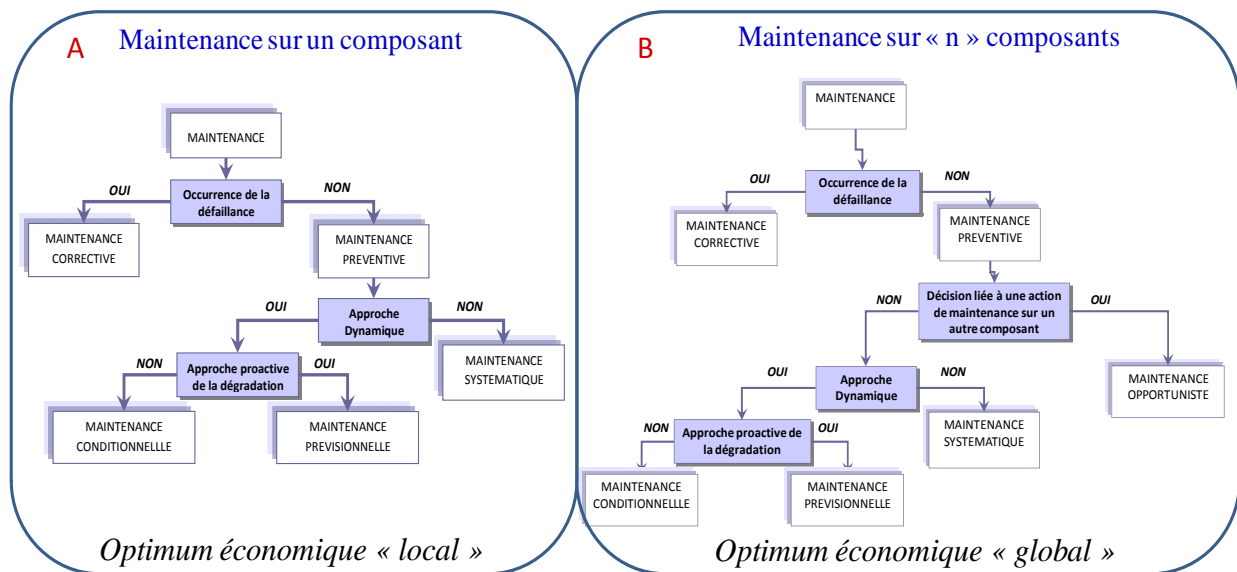 A
Maintenance sur un composant
MAINTENANCE
OUI
Occurrence de la
défaillance
NON
MAINTENANCE
CORRECTIVE
MAINTENANCE
PREVENTIVE
OUI
Approche
Dynamique
NON
NON
Approche proactive
de la dégradation
OUI
MAINTENANCE
SYSTEMATIQUE
MAINTENANCE
CONDITIONNELLLE
MAINTENANCE
PREVISIONNELLE
Optimum économique « local »
B
Maintenance sur « n » composants
MAINTENANCE
OUI
Occurrence de la
défaillance
NON
MAINTENANCE
CORRECTIVE
MAINTENANCE
PREVENTIVE
NON
Décision liée à une action
de maintenance sur un
autre composant
OUI
OUI
Approche
Dynamique
NON
MAINTENANCE
OPPORTUNISTE
NON
Approche proactive de
la dégradation
OUI
MAINTENANCE
SYSTEMATIQUE
MAINTENANCE
CONDITIONNELLLE
MAINTENANCE
PREVISIONNELLE
Optimum économique « global »